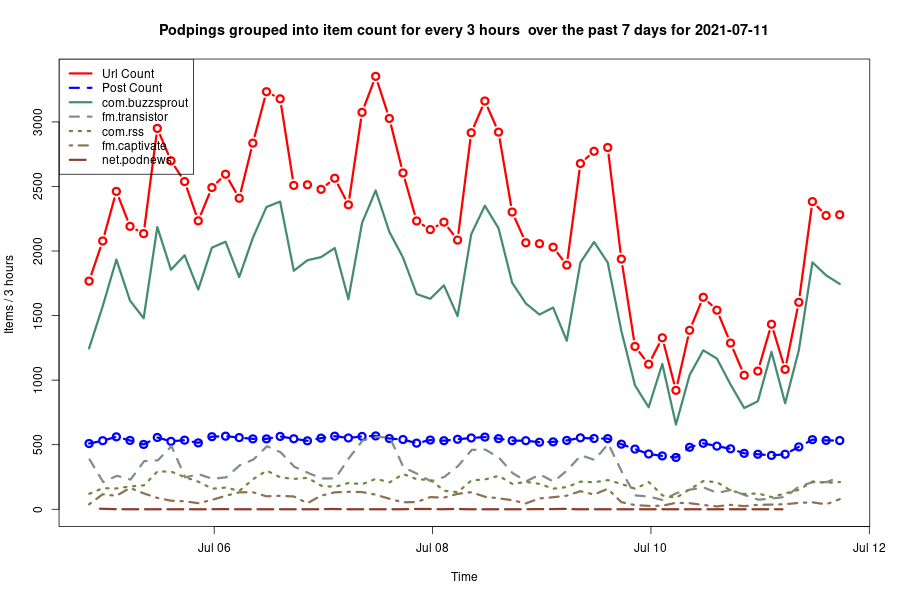 Podpings grouped into item count for every 3 hours  over the past 7 days for 2021-07-11
Url Count
Post Count
com.buzzsprout
fm.transistor
com.rss
fm.captivate
net.podnews
Items / 3 hours
3000
2500
2000
1500
1000
500
0
Jul 06
Jul 08
Jul 10
Jul 12
Time